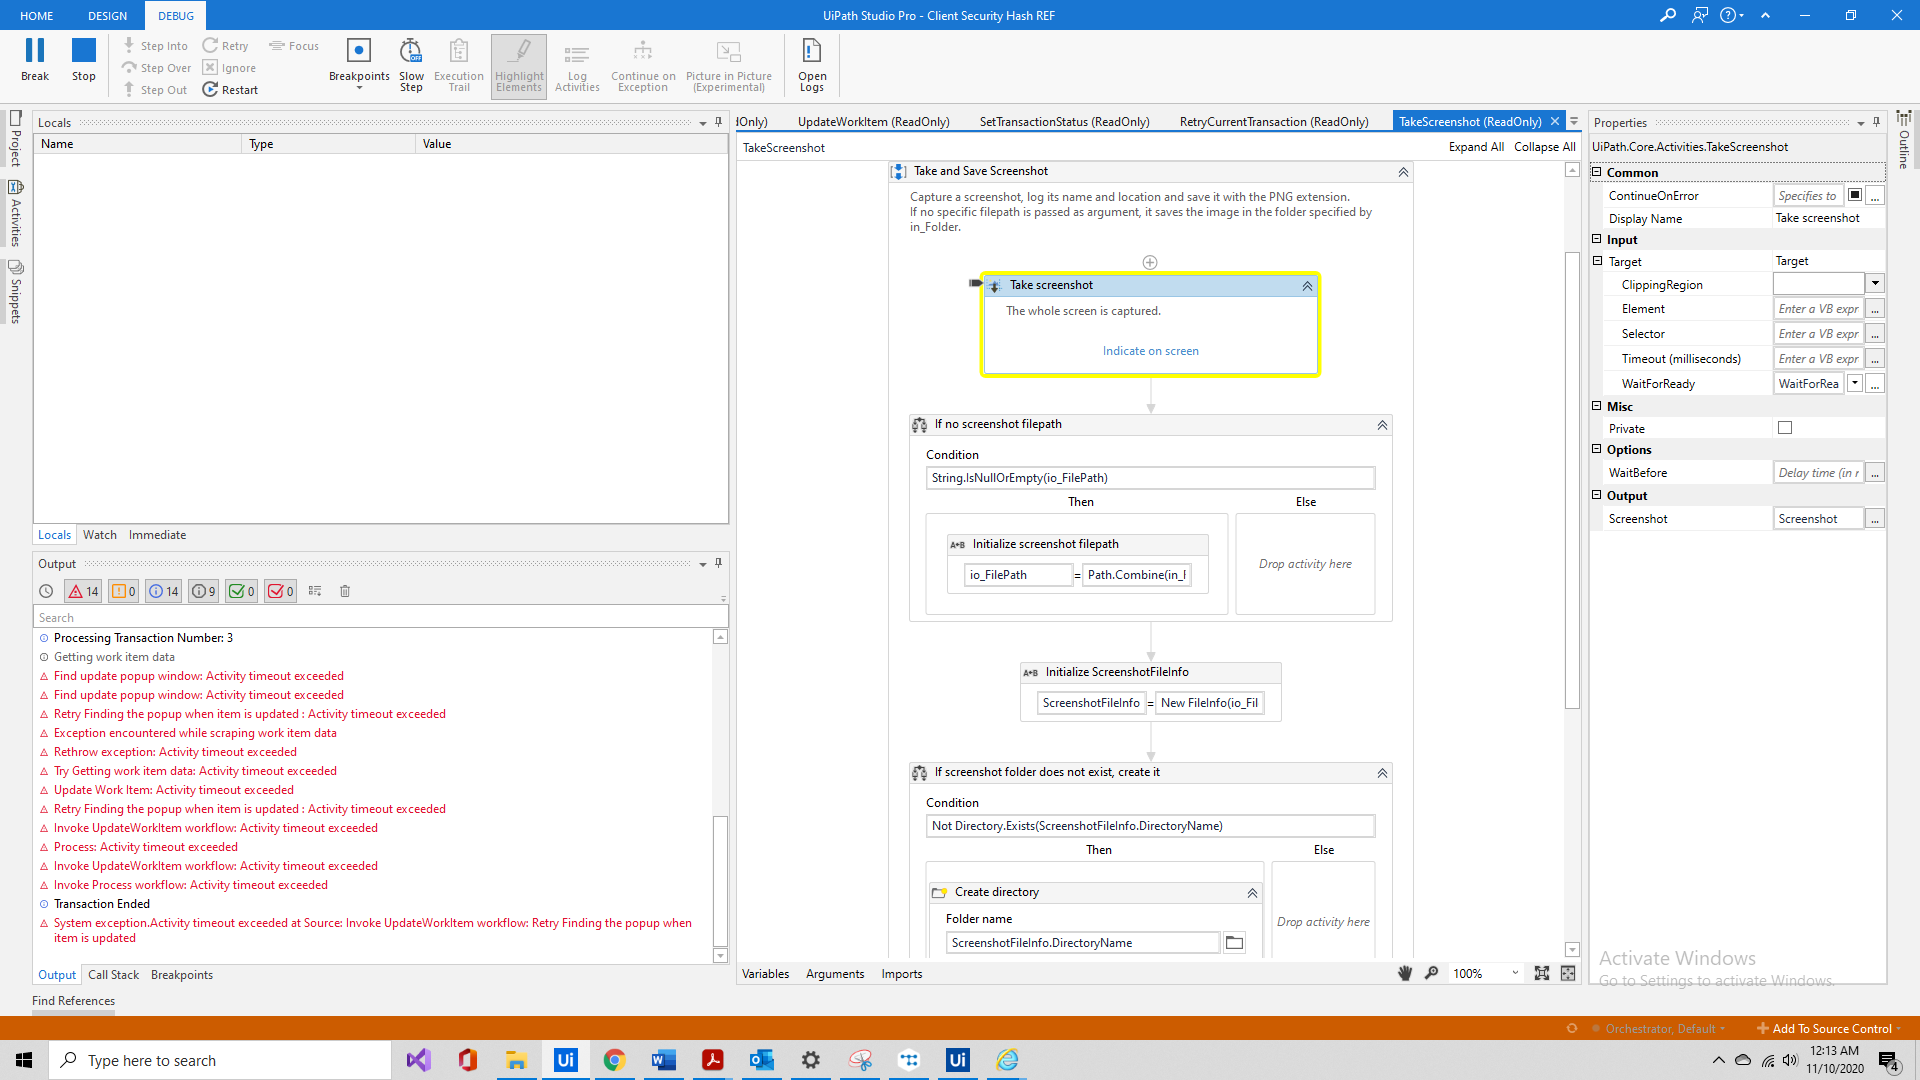 HOME DESIGN DEBUG
UiPath Studio Pro - Client Security Hash REF
Break
Stop
Step Into
Step Over
Step Out
Retry
Ignore
Restart
Focus
Breakpoints
Slow Step
Execution Trail
Highlight Elements
Log Activities
Continue on Exception
Picture in Picture (Experimental)
Open Logs
Project
Activities
Snippets
Locals
Name Type Value
Locals Watch Immediate
Output
14 0 14 9 0 0
Search
Processing Transaction Number: 3
Getting work item data
Find update popup window: Activity timeout exceeded
Find update popup window: Activity timeout exceeded
Retry Finding the popup when item is updated : Activity timeout exceeded
Exception encountered while scraping work item data
Rethrow exception: Activity timeout exceeded
Try Getting work item data: Activity timeout exceeded
Update Work Item: Activity timeout exceeded
Retry Finding the popup when item is updated : Activity timeout exceeded
Invoke UpdateWorkItem workflow: Activity timeout exceeded
Process: Activity timeout exceeded
Invoke UpdateWorkItem workflow: Activity timeout exceeded
Invoke Process workflow: Activity timeout exceeded
Transaction Ended
System exception.Activity timeout exceeded at Source: Invoke UpdateWorkItem workflow: Retry Finding the popup when
item is updated
Output Call Stack Breakpoints
Find References
dOnly) UpdateWorkItem (ReadOnly) SetTransactionStatus (ReadOnly) RetryCurrentTransaction (ReadOnly) TakeScreenshot (ReadOnly)
TakeScreenshot Expand All Collapse All
Take and Save Screenshot
Capture a screenshot, log its name and location and save it with the PNG extension.
If no specific filepath is passed as argument, it saves the image in the folder specified by
in_Folder.
Take screenshot
The whole screen is captured.
Indicate on screen
If no screenshot filepath
Condition
String.IsNullOrEmpty(io_FilePath)
Then Else
A+B Initialize screenshot filepath
io_FilePath = Path.Combine(in_F
Drop activity here
A+B Initialize ScreenshotFileInfo
ScreenshotFileInfo = New FileInfo(io_Fil
If screenshot folder does not exist, create it
Condition
Not Directory.Exists(ScreenshotFileInfo.DirectoryName)
Then Else
Create directory
Folder name
ScreenshotFileInfo.DirectoryName
Drop activity here
Variables Arguments Imports 100%
Properties
UiPath.Core.Activities.TakeScreenshot
Common
ContinueOnError Specifies to ...
Display Name Take screenshot
Input
Target Target
ClippingRegion
Element Enter a VB expr ...
Selector Enter a VB expr ...
Timeout (milliseconds) Enter a VB expr ...
WaitForReady WaitForRea ...
Misc
Private
Options
WaitBefore Delay time (in r ...
Output
Screenshot Screenshot ...
Outline
Activate Windows
Go to Settings to activate Windows.
Orchestrator, Default Add To Source Control
Type here to search
Ui
Ui
12:13 AM
11/10/2020
4